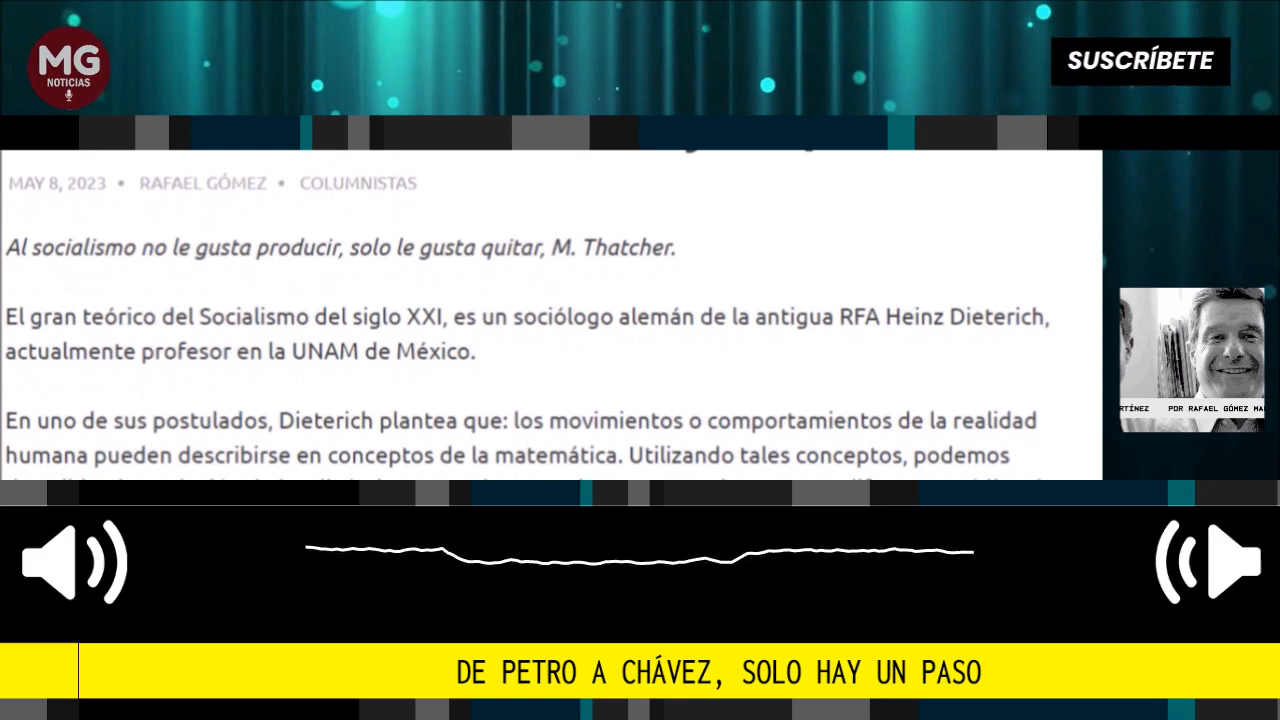 MG
NOTICIAS
SUSCRÍBETE
MAY 8, 2023 • RAFAEL GÓMEZ • COLUMNISTAS
Al socialismo no le gusta producir, solo le gusta quitar, M. Thatcher.
El gran teórico del Socialismo del siglo XXI, es un sociólogo alemán de la antigua RFA Heinz Dieterich,
actualmente profesor en la UNAM de México.
En uno de sus postulados, Dieterich plantea que: los movimientos o comportamientos de la realidad
humana pueden describirse en conceptos de la matemática. Utilizando tales conceptos, podemos
RTÍNEZ POR RAFAEL GÓMEZ MA
DE PETRO A CHÁVEZ, SOLO HAY UN PASO